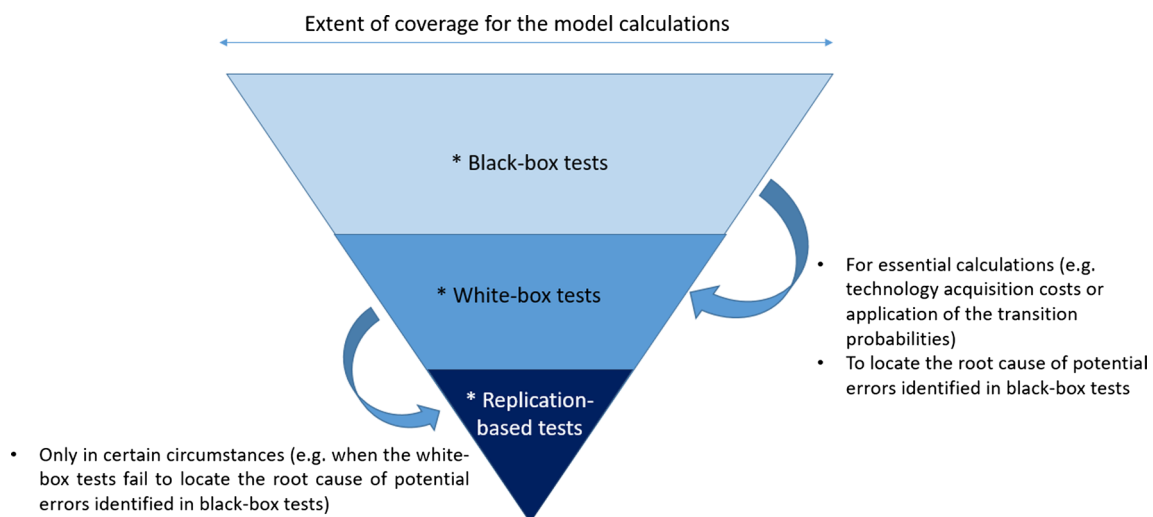 Extent of coverage for the model calculations
* Black-box tests
* White-box tests
* Replication-
based tests
• For essential calculations (e.g.
technology acquisition costs or
application of the transition
probabilities)
• To locate the root cause of potential
errors identified in black-box tests
• Only in certain circumstances (e.g. when the white-
box tests fail to locate the root cause of potential
errors identified in black-box tests)